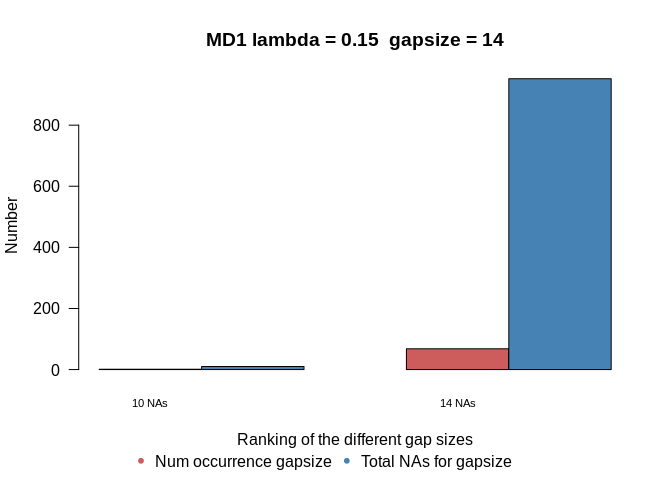 MD1 lambda = 0.15  gapsize = 14
Number
800
600
400
200
0
10 NAs
14 NAs
Ranking of the different gap sizes
Num occurrence gapsize
Total NAs for gapsize